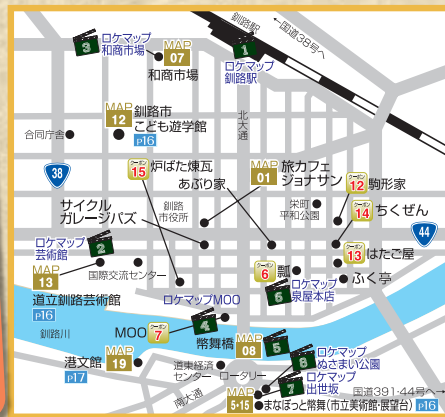 釧路駅
←国道38号へ
3
ロケマップ
和商市場
MAP
07
和商市場
1
ロケマップ
釧路駅
MAP
12
釧路市
こども遊学館
p16
合同庁舎
北大通
38
クーポン
15
炉ばた煉瓦
あぶり家
MAP
01
旅カフェ
ジョナサン
クーポン
12
駒形家
クーポン
14
ちくぜん
栄町
平和公園
44
サイクル
ガレージパズ
釧路
市役所
ロケマップ
芸術館
2
MAP
13
国際交流センター
道立釧路芸術館
p16
クーポン
13
はたご屋
ふく亭
クーポン
6
瓢
6
ロケマップ
泉屋本店
ロケマップMOO
4
MOO
クーポン
7
幣舞橋
MAP
08
5
釧路川
港文館
p17
MAP
19
道東経済
センター
ロータリー
南大通
8
ロケマップ
ぬさまい公園
7
ロケマップ
出世坂
国道391・44号へ→
MAP
5・15
まなぼっと幣舞(市立美術館・展望台)
p16